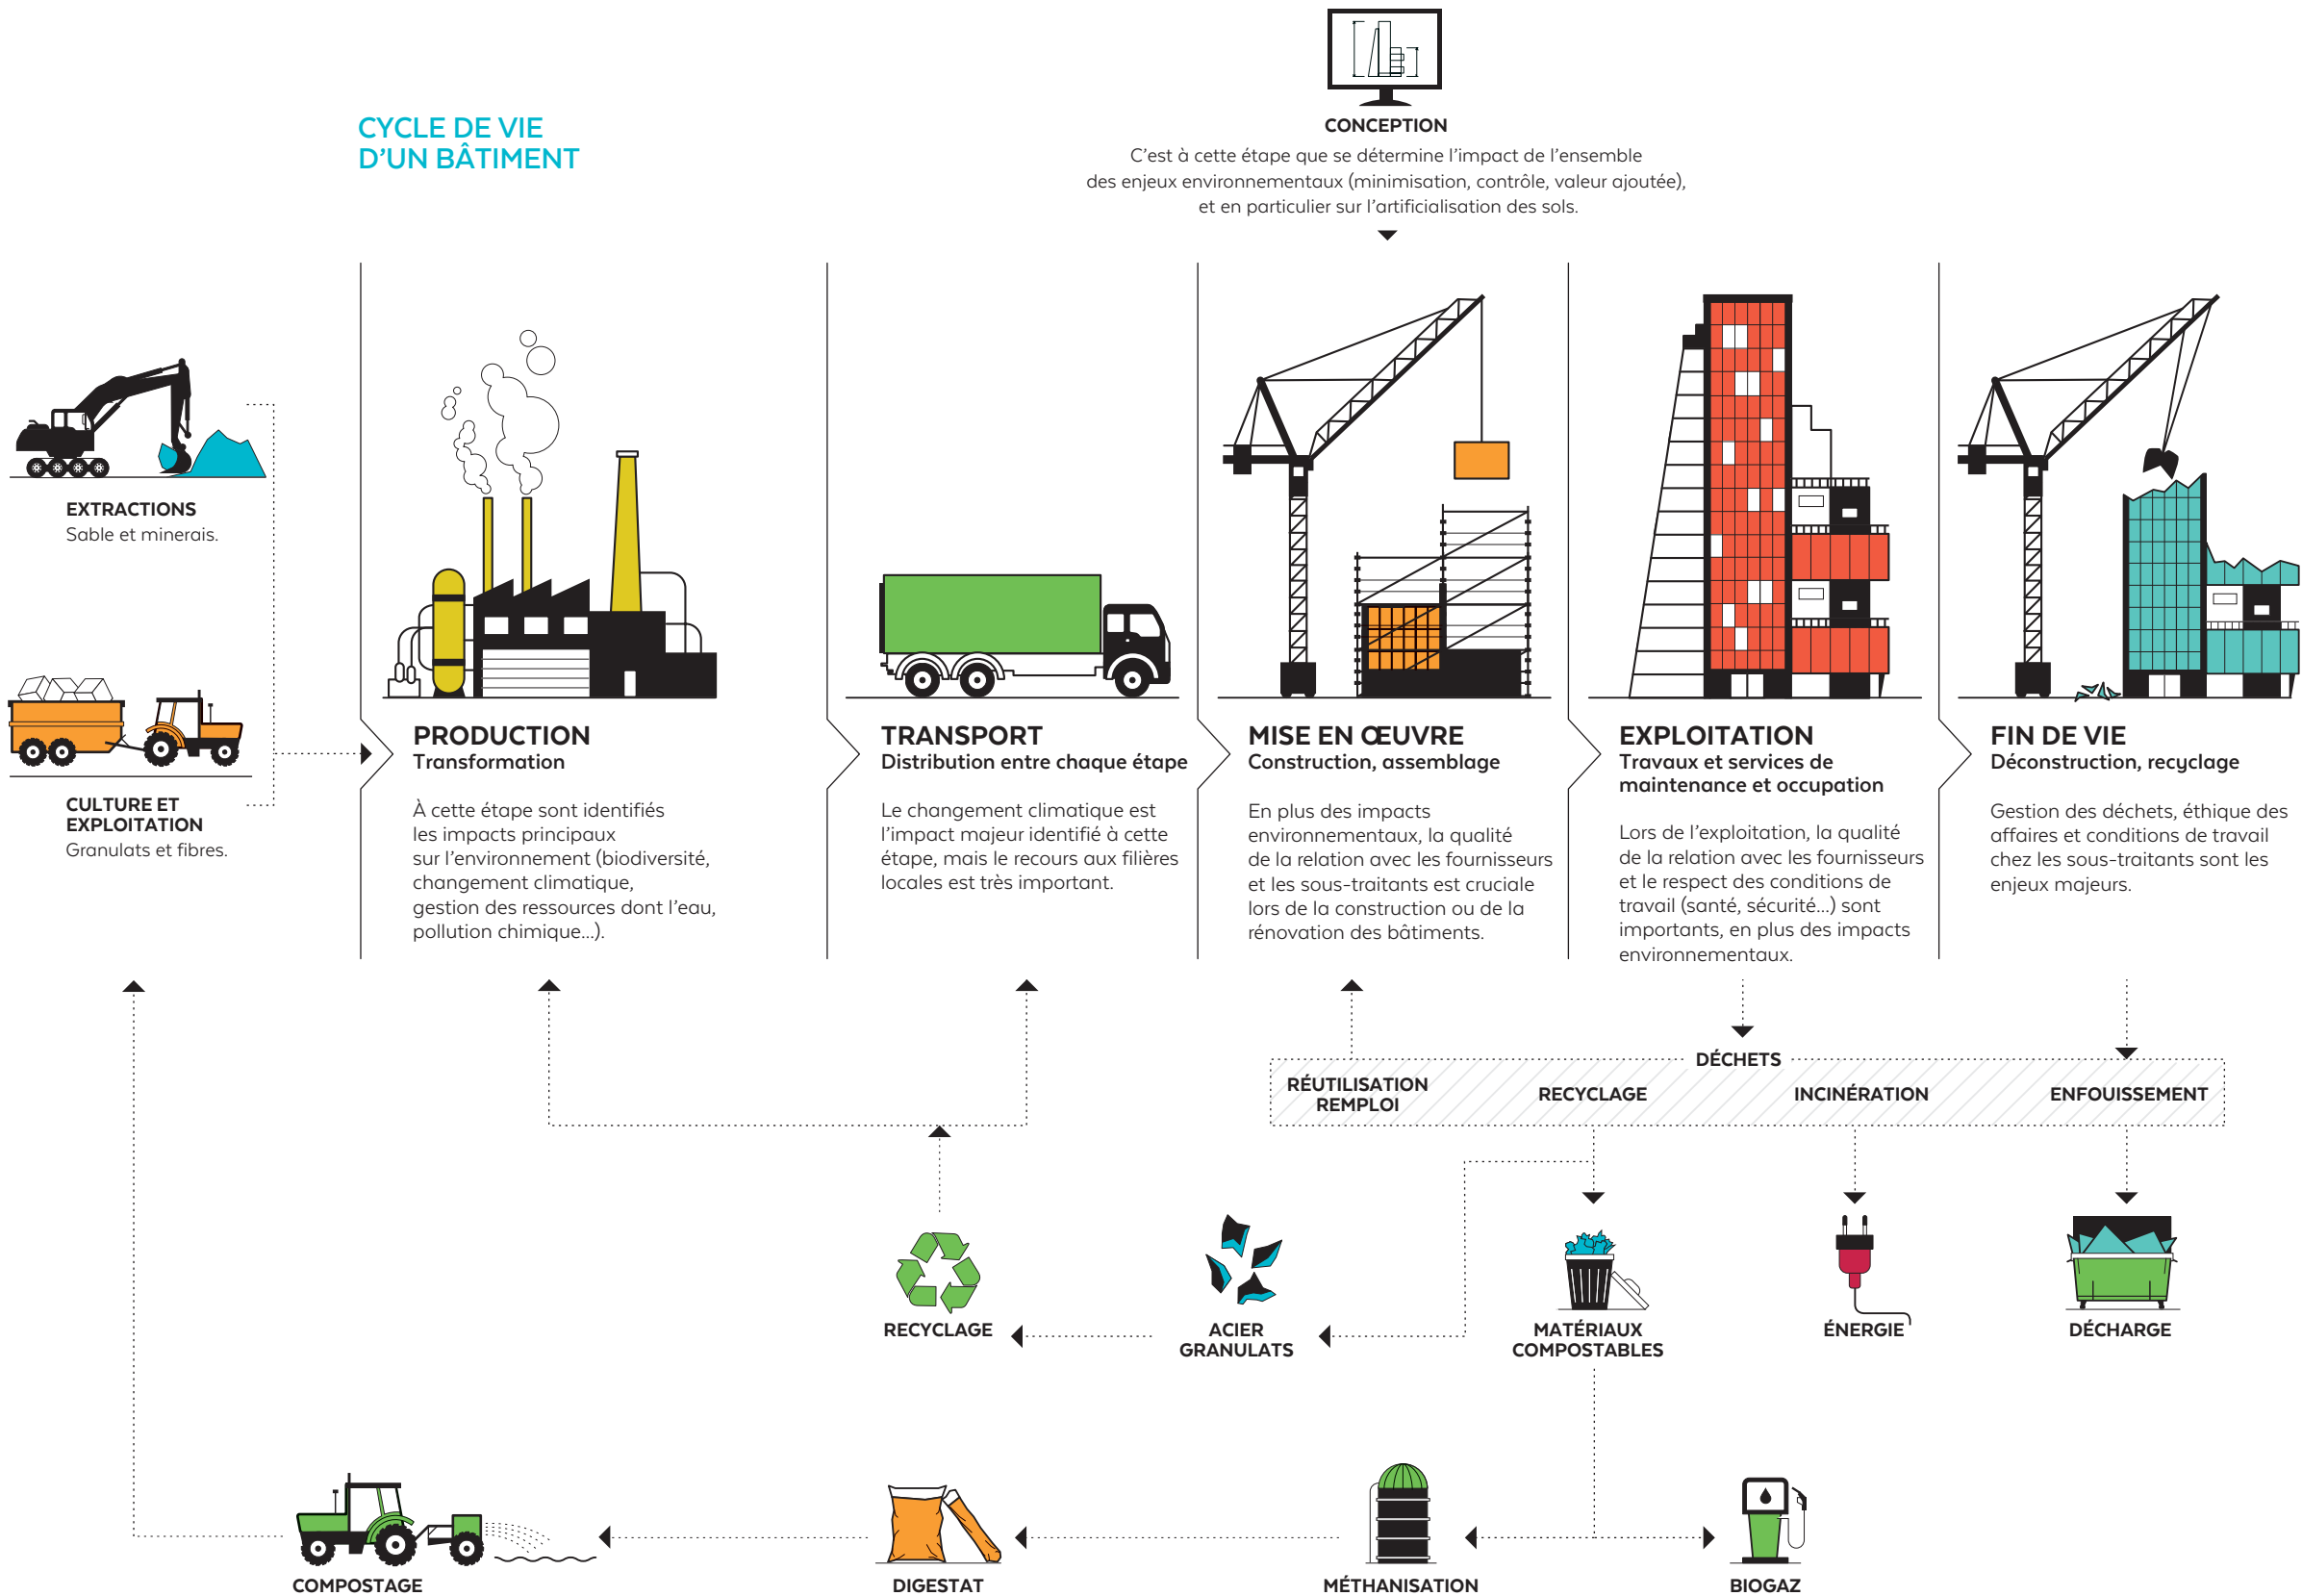 CYCLE DE VIE
D'UN BÂTIMENT
CONCEPTION
C'est à cette étape que se détermine l'impact de l'ensemble
des enjeux environnementaux (minimisation, contrôle, valeur ajoutée),
et en particulier sur l'artificialisation des sols.
EXTRACTIONS
Sable et minerais.
CULTURE ET
EXPLOITATION
Granulats et fibres.
PRODUCTION
Transformation
À cette étape sont identifiés
les impacts principaux
sur l'environnement (biodiversité,
changement climatique,
gestion des ressources dont l'eau,
pollution chimique...).
TRANSPORT
Distribution entre chaque étape
Le changement climatique est
l'impact majeur identifié à cette
étape, mais le recours aux filières
locales est très important.
MISE EN ŒUVRE
Construction, assemblage
En plus des impacts
environnementaux, la qualité
de la relation avec les fournisseurs
et les sous-traitants est cruciale
lors de la construction ou de la
rénovation des bâtiments.
EXPLOITATION
Travaux et services de
maintenance et occupation
Lors de l'exploitation, la qualité
de la relation avec les fournisseurs
et le respect des conditions de
travail (santé, sécurité...) sont
importants, en plus des impacts
environnementaux.
FIN DE VIE
Déconstruction, recyclage
Gestion des déchets, éthique des
affaires et conditions de travail
chez les sous-traitants sont les
enjeux majeurs.
DÉCHETS
RÉUTILISATION
REMPLOI
RECYCLAGE
INCINÉRATION
ENFOUISSEMENT
RECYCLAGE
ACIER
GRANULATS
MATÉRIAUX
COMPOSTABLES
ÉNERGIE
DÉCHARGE
COMPOSTAGE
DIGESTAT
MÉTHANISATION
BIOGAZ